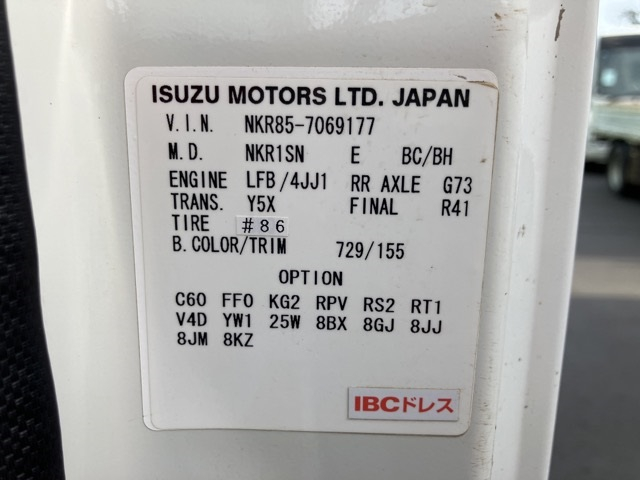 ISUZU MOTORS LTD. JAPAN
V.I.N. NKR85-7069177
M.D. NKR1SN E BC/BH
ENGINE LFB/4JJ1 RR AXLE G73
TRANS. Y5X FINAL R41
TIRE #86
B.COLOR/TRIM 729/155
OPTION
C60 FF0 KG2 RPV RS2 RT1
V4D YW1 25W 8BX 8GJ 8JJ
8JM 8KZ
IBCドレス